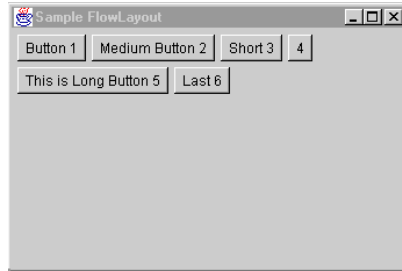 Sample FlowLayout
Button 1 Medium Button 2 Short 3 4
This is Long Button 5 Last 6